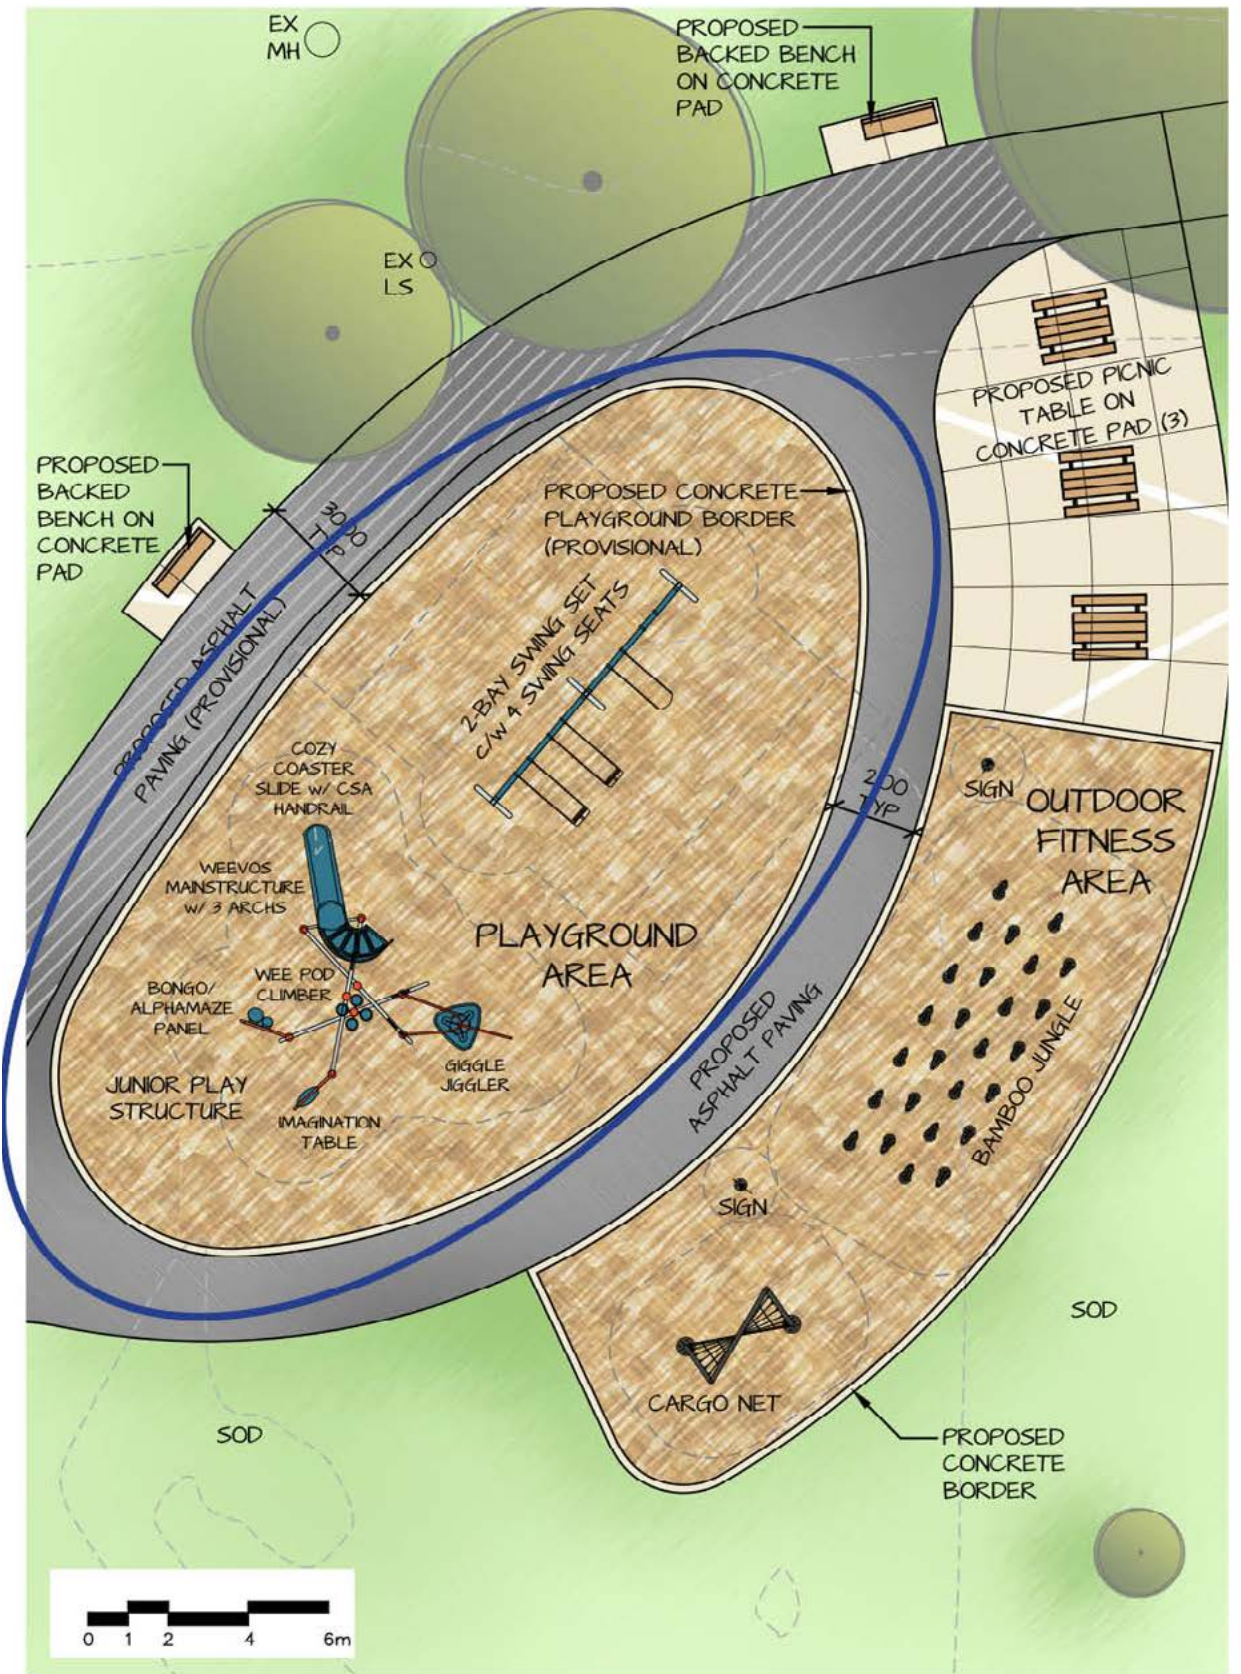 EX
MH
PROPOSED
BACKED BENCH
ON CONCRETE
PAD
EX
LS
PROPOSED PICNIC
TABLE ON
CONCRETE PAD (3)
PROPOSED
BACKED
BENCH ON
CONCRETE
PAD
3000
TYP
PROPOSED CONCRETE
PLAYGROUND BORDER
(PROVISIONAL)
PROPOSED ASPHALT
PAVING (PROVISIONAL)
2-BAY SWING SET
C/W 4 SWING SEATS
COZY
COASTER
SLIDE W/ CSA
HANDRAIL
SIGN
OUTDOOR
FITNESS
AREA
TYP
WEEVOS
MAINSTRUCTURE
W/ 3 ARCHS
PLAYGROUND
AREA
WEE POD
CLIMBER
BONGO/
ALPHAMAZE
PANEL
GIGGLE
JIGGLER
JUNIOR PLAY
STRUCTURE
IMAGINATION
TABLE
PROPOSED
ASPHALT PAVING
BAMBOO JUNGLE
SIGN
SOD
CARGO NET
SOD
PROPOSED
CONCRETE
BORDER
0 1 2 4 6m